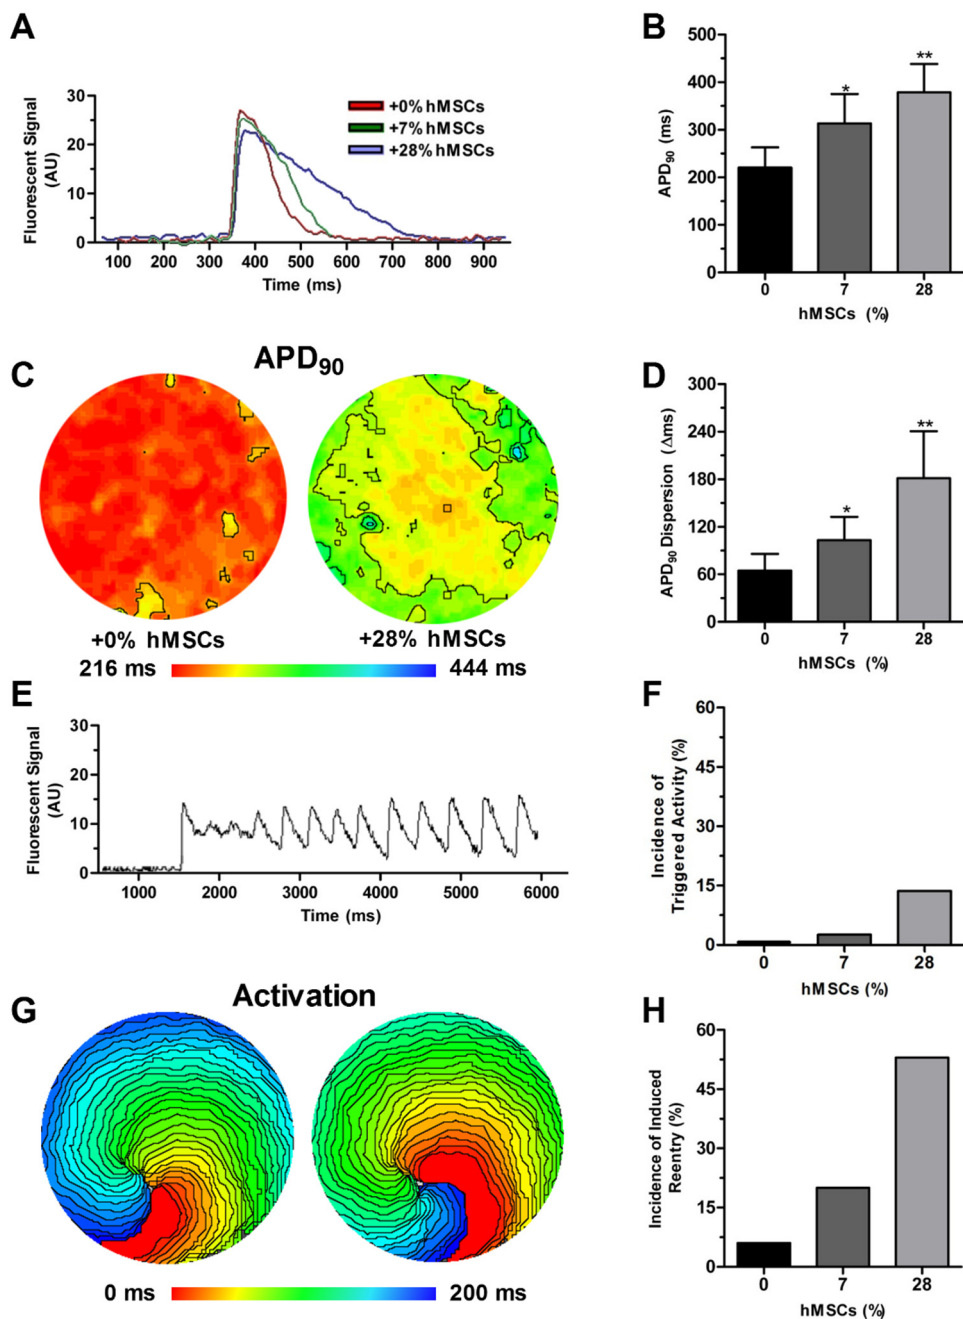 A
Fluorescent Signal
(AU)
30
20
10
0
+0% hMSCs
+7% hMSCs
+28% hMSCs
100 200 300 400 500 600 700 800 900
Time (ms)
B
APD90 (ms)
500
400
300
200
100
0
*
**
0 7 28
hMSCs (%)
C
APD90
+0% hMSCs
+28% hMSCs
216 ms
444 ms
D
APD90 Dispersion (Δms)
300
240
180
120
60
0
*
**
0 7 28
hMSCs (%)
E
Fluorescent Signal
(AU)
30
20
10
0
1000 2000 3000 4000 5000 6000
Time (ms)
F
Incidence of
Triggered Activity (%)
60
45
30
15
0
0 7 28
hMSCs (%)
G
Activation
0 ms
200 ms
H
Incidence of Induced
Reentry (%)
60
45
30
15
0
0 7 28
hMSCs (%)